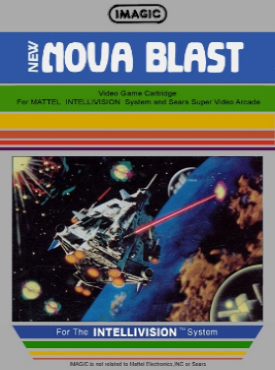 IMAGIC
NEW NOVA BLAST
Video Game Cartridge
For MATTEL INTELLIVISION System and Sears Super Video Arcade
For The INTELLIVISION™ System
IMAGIC is not related to Mattel Electronics,INC or Sears